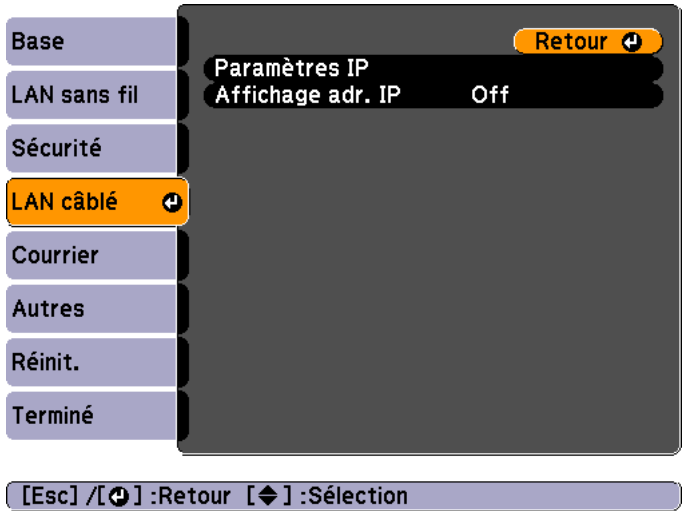 Base
LAN sans fil
Sécurité
LAN câblé
Courrier
Autres
Réinit.
Terminé
Retour
Paramètres IP
Affichage adr. IP Off
[Esc] /[⏎] :Retour [◆] :Sélection